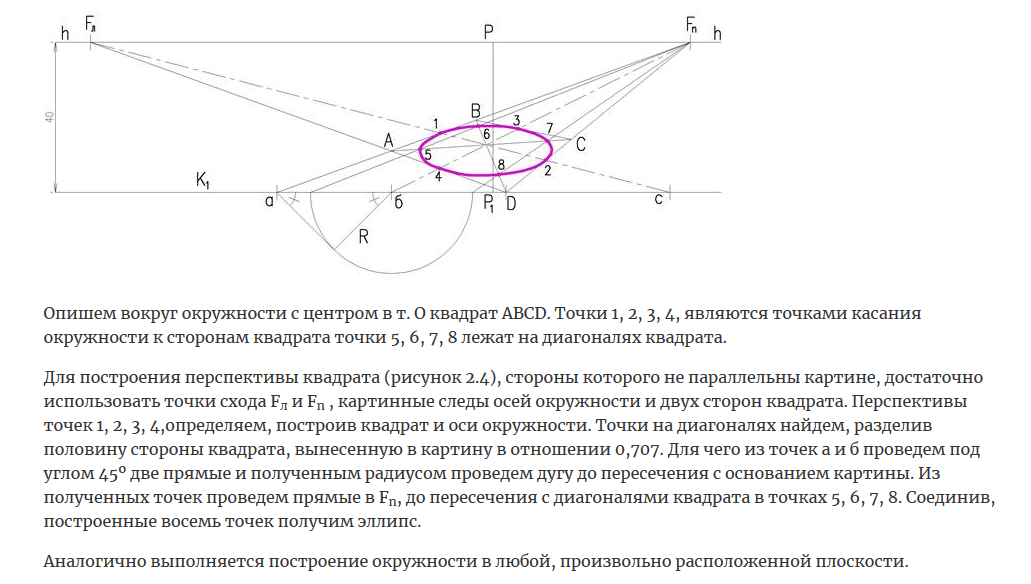 h Fл P Fп h
40
B
1 3 7
A 6 C
5
8 2
4
K₁
а б P₁ D с
R
Опишем вокруг окружности с центром в т. О квадрат ABCD. Точки 1, 2, 3, 4, являются точками касания
окружности к сторонам квадрата точки 5, 6, 7, 8 лежат на диагоналях квадрата.
Для построения перспективы квадрата (рисунок 2.4), стороны которого не параллельны картине, достаточно
использовать точки схода Fл и Fп , картинные следы осей окружности и двух сторон квадрата. Перспективы
точек 1, 2, 3, 4,определяем, построив квадрат и оси окружности. Точки на диагоналях найдем, разделив
половину стороны квадрата, вынесенную в картину в отношении 0,707. Для чего из точек а и б проведем под
углом 45º две прямые и полученным радиусом проведем дугу до пересечения с основанием картины. Из
полученных точек проведем прямые в Fп, до пересечения с диагоналями квадрата в точках 5, 6, 7, 8. Соединив,
построенные восемь точек получим эллипс.
Аналогично выполняется построение окружности в любой, произвольно расположенной плоскости.